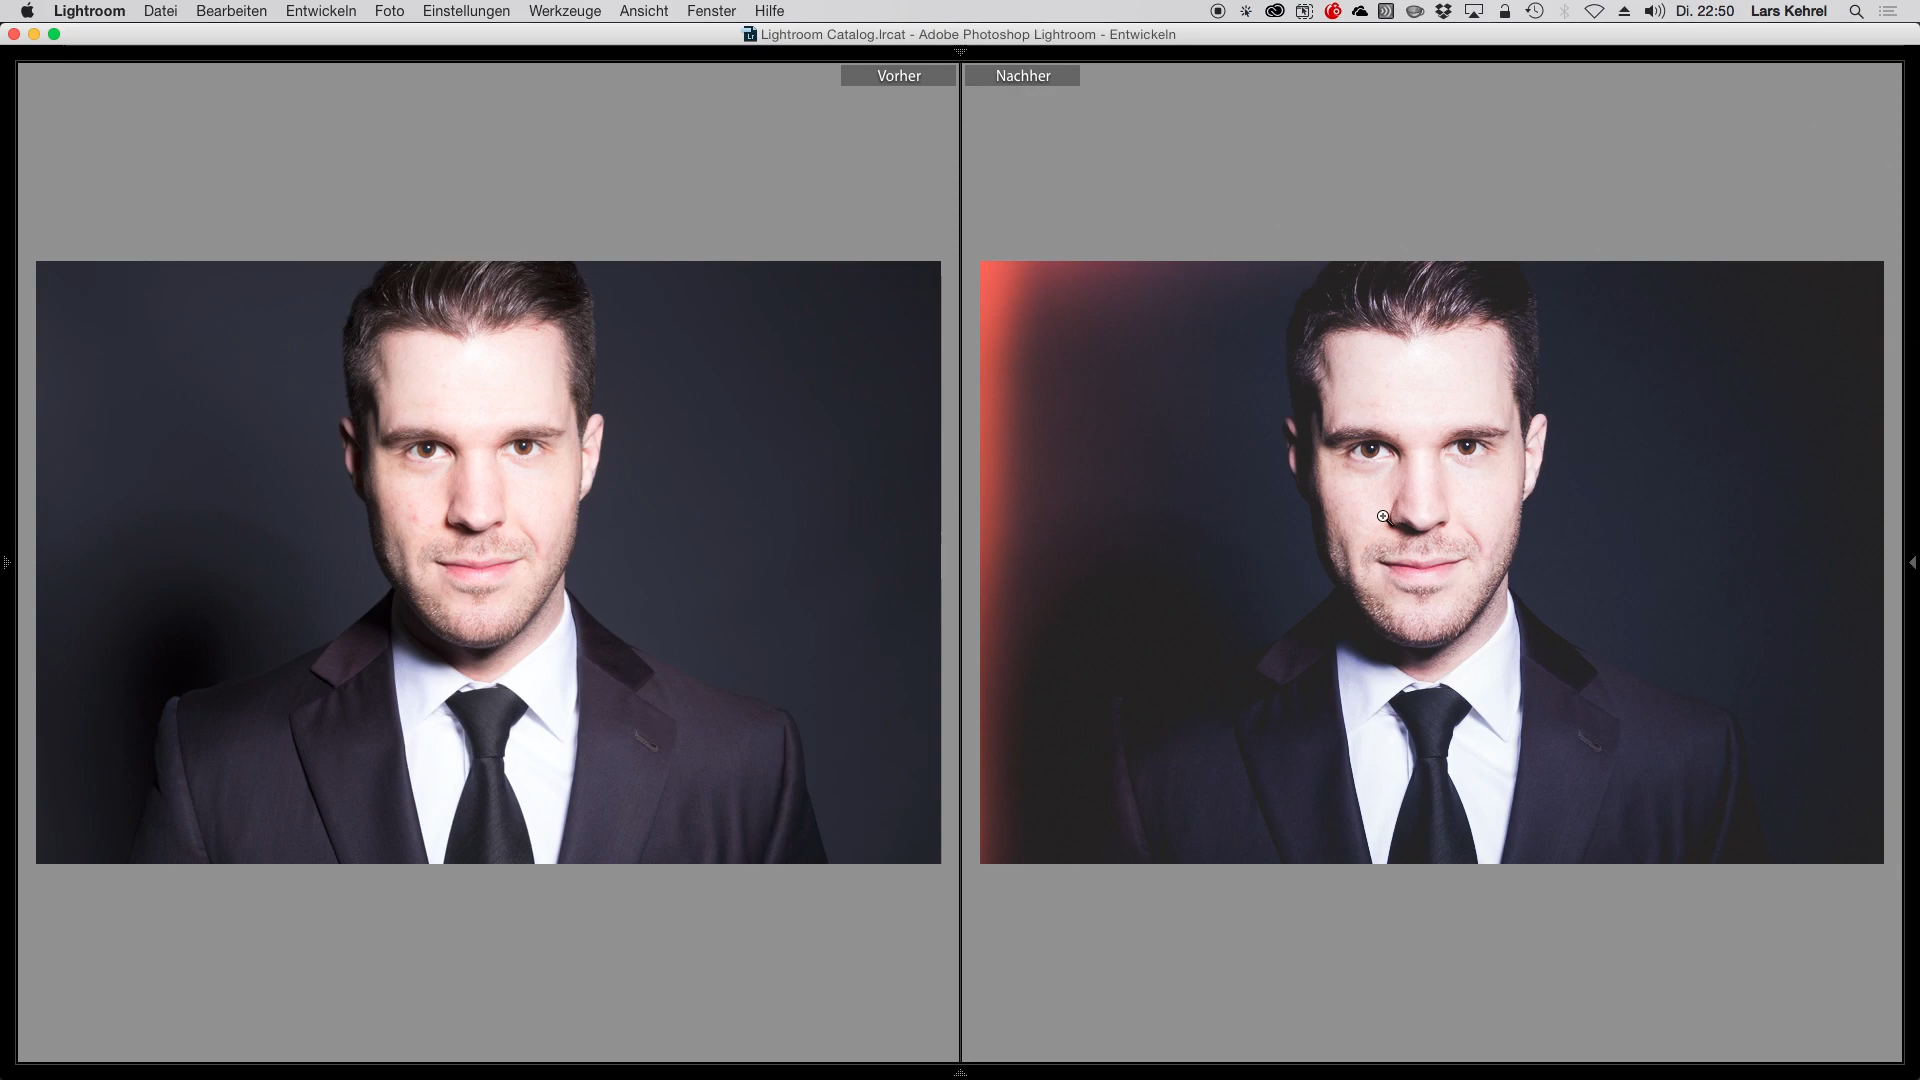 Lightroom Datei Bearbeiten Entwickeln Foto Einstellungen Werkzeuge Ansicht Fenster Hilfe Di. 22:50 Lars Kehrel
Lr Lightroom Catalog.lrcat - Adobe Photoshop Lightroom - Entwickeln
Vorher Nachher